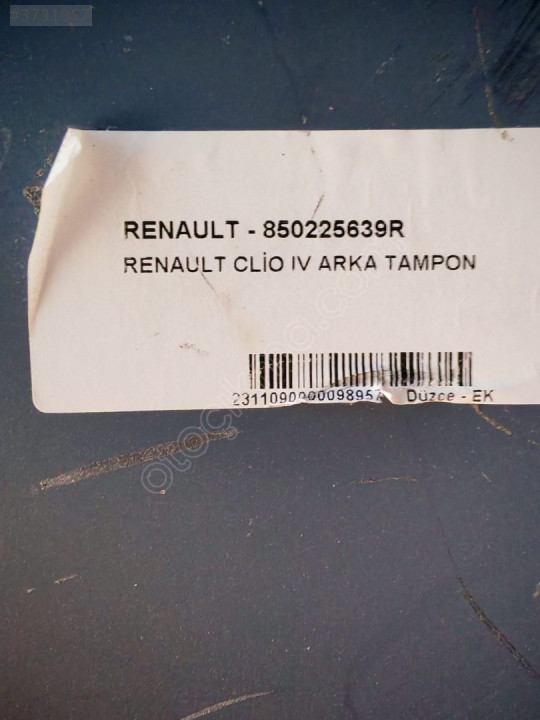 RENAULT - 850225639R
RENAULT CLİO IV ARKA TAMPON
Düzce - EK